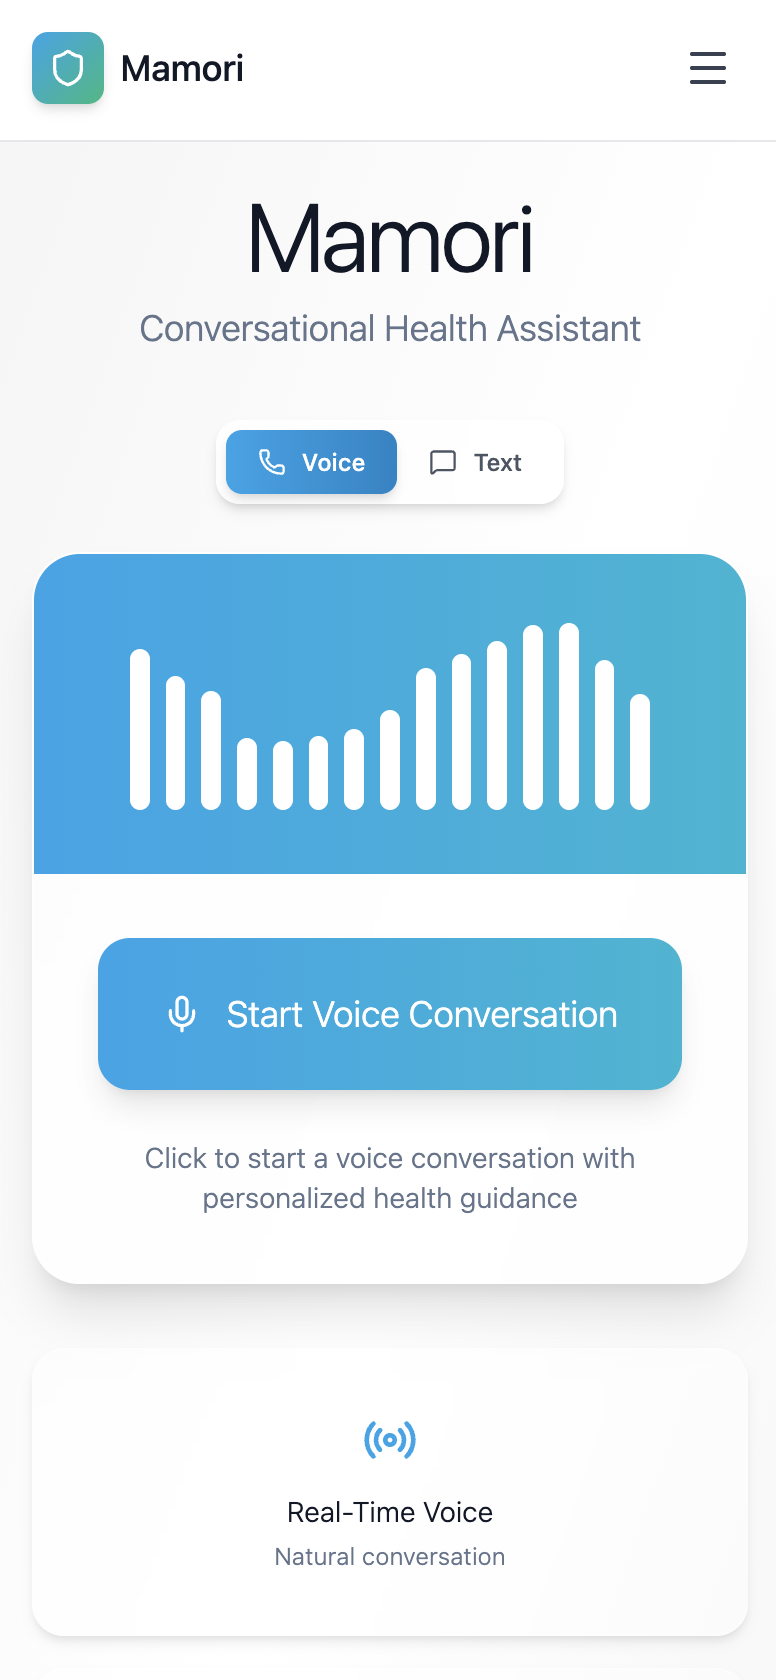 Mamori
Mamori
Conversational Health Assistant
Voice
Text
Start Voice Conversation
Click to start a voice conversation with
personalized health guidance
Real-Time Voice
Natural conversation